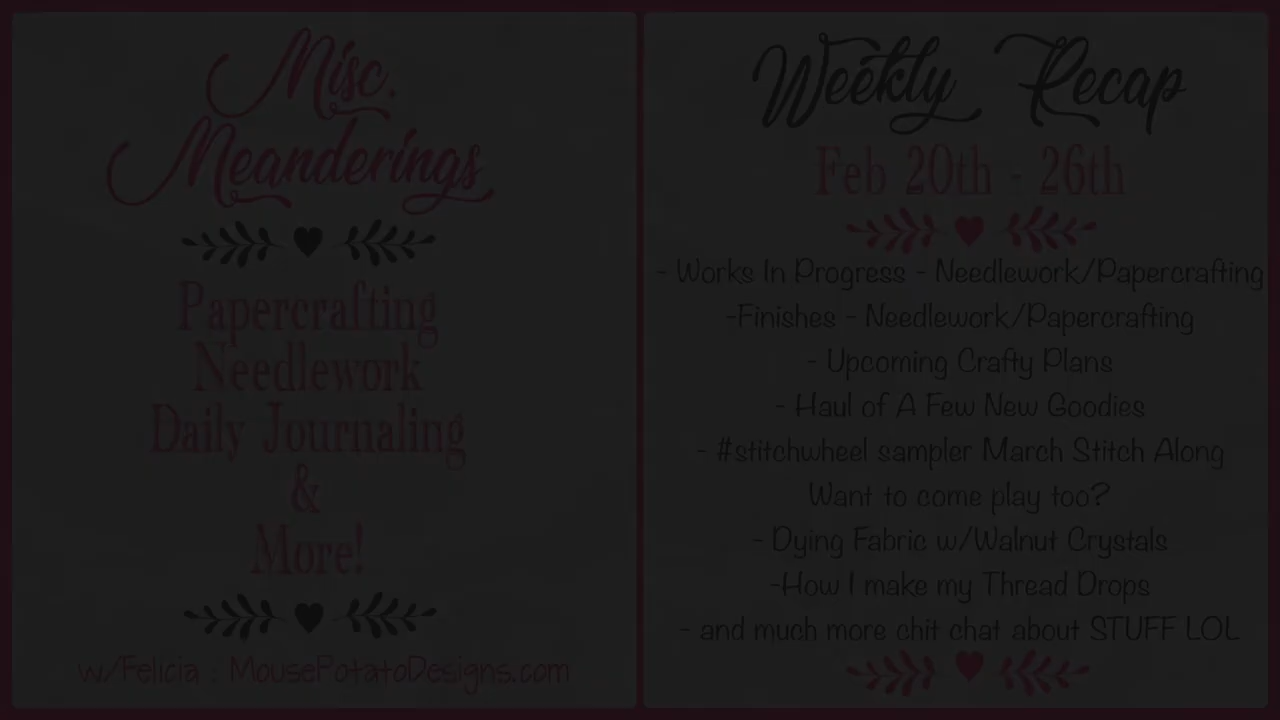 Misc.
Meanderings
Papercrafting
Needlework
Daily Journaling
&
More!
w/Felicia : MousePotatoDesigns.com
Weekly Recap
Feb 20th - 26th
- Works In Progress - Needlework/Papercrafting
-Finishes - Needlework/Papercrafting
- Upcoming Crafty Plans
- Haul of A Few New Goodies
- #stitchwheel sampler March Stitch Along
Want to come play too?
- Dying Fabric w/Walnut Crystals
-How I make my Thread Drops
- and much more chit chat about STUFF LOL